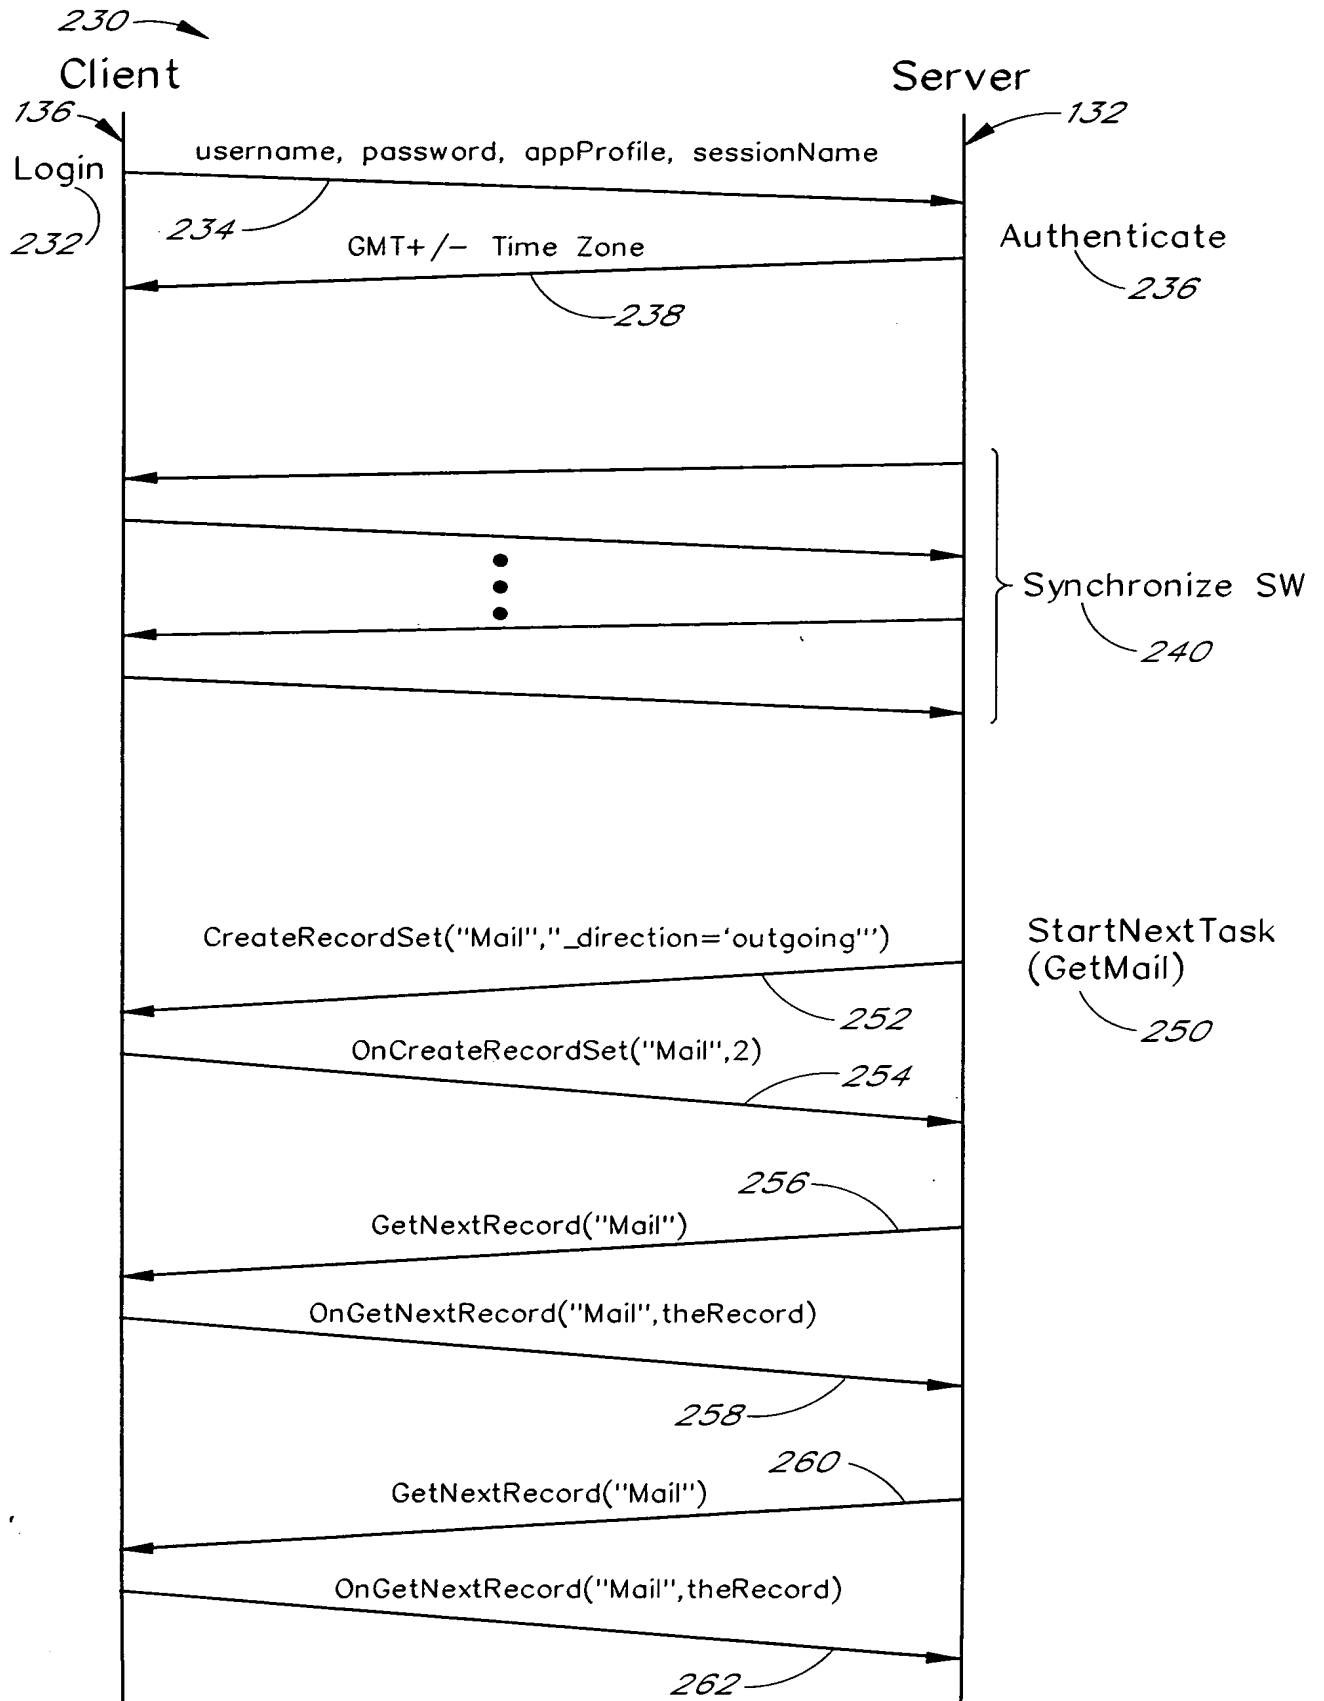 230
Client
Server
136
132
username, password, appProfile, sessionName
Login
232
234
GMT+/- Time Zone
Authenticate
236
238
Synchronize SW
240
CreateRecordSet("Mail","_direction='outgoing'")
StartNextTask
(GetMail)
250
252
OnCreateRecordSet("Mail",2)
254
256
GetNextRecord("Mail")
OnGetNextRecord("Mail",theRecord)
258
260
GetNextRecord("Mail")
OnGetNextRecord("Mail",theRecord)
262